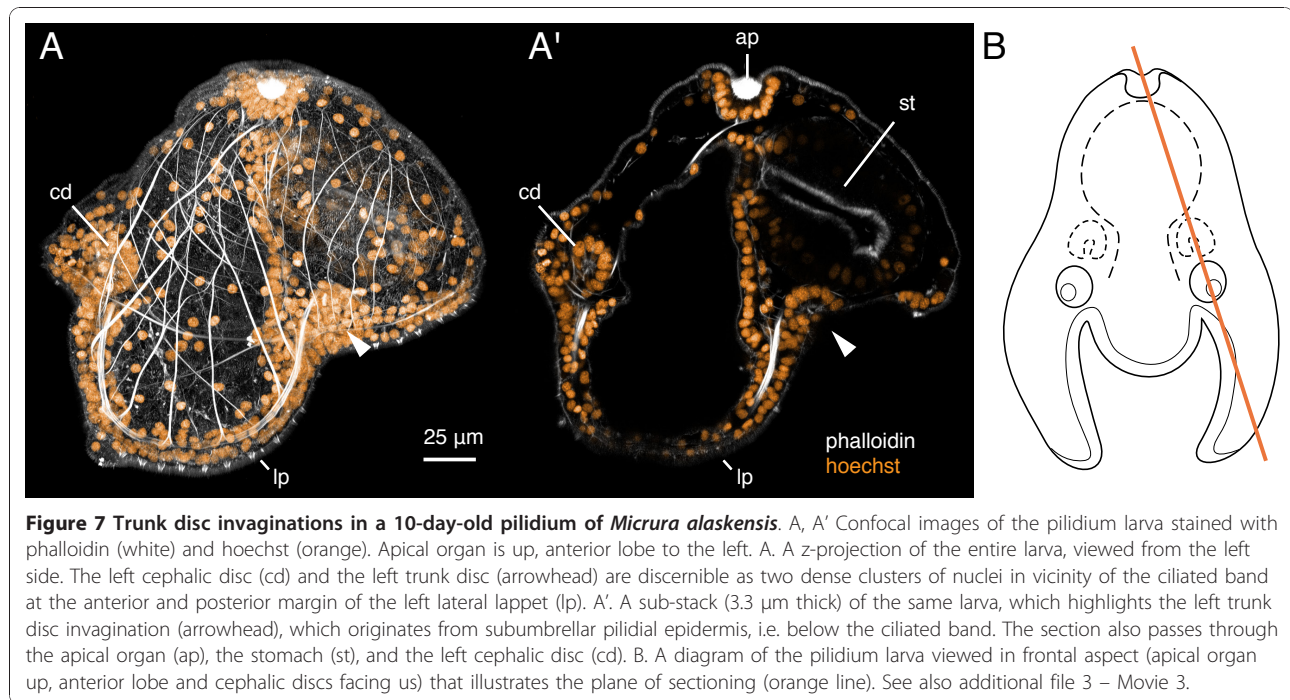 A
A'
B
ap
st
cd
cd
25 µm
lp
lp
phalloidin
hoechst
Figure 7 Trunk disc invaginations in a 10-day-old pilidium of Micrura alaskensis. A, A' Confocal images of the pilidium larva stained with
phalloidin (white) and hoechst (orange). Apical organ is up, anterior lobe to the left. A. A z-projection of the entire larva, viewed from the left
side. The left cephalic disc (cd) and the left trunk disc (arrowhead) are discernible as two dense clusters of nuclei in vicinity of the ciliated band
at the anterior and posterior margin of the left lateral lappet (lp). A'. A sub-stack (3.3 µm thick) of the same larva, which highlights the left trunk
disc invagination (arrowhead), which originates from subumbrellar pilidial epidermis, i.e. below the ciliated band. The section also passes through
the apical organ (ap), the stomach (st), and the left cephalic disc (cd). B. A diagram of the pilidium larva viewed in frontal aspect (apical organ
up, anterior lobe and cephalic discs facing us) that illustrates the plane of sectioning (orange line). See also additional file 3 – Movie 3.